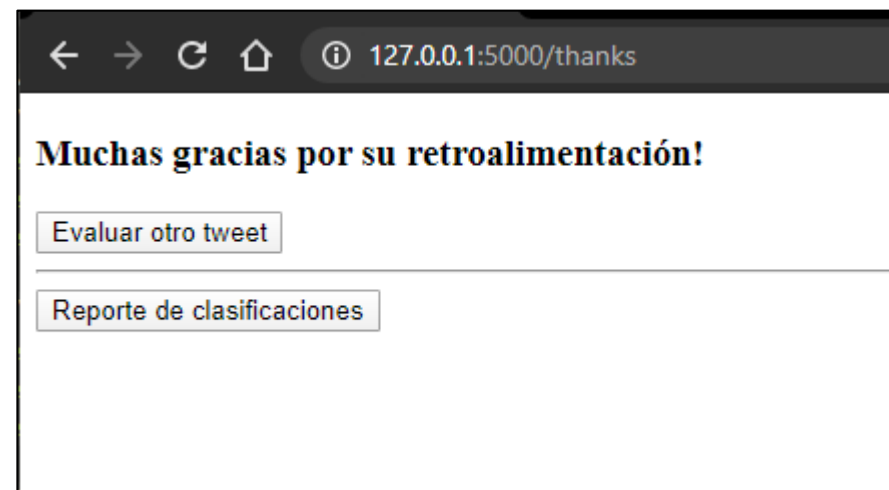 127.0.0.1:5000/thanks
Muchas gracias por su retroalimentación!
Evaluar otro tweet
Reporte de clasificaciones